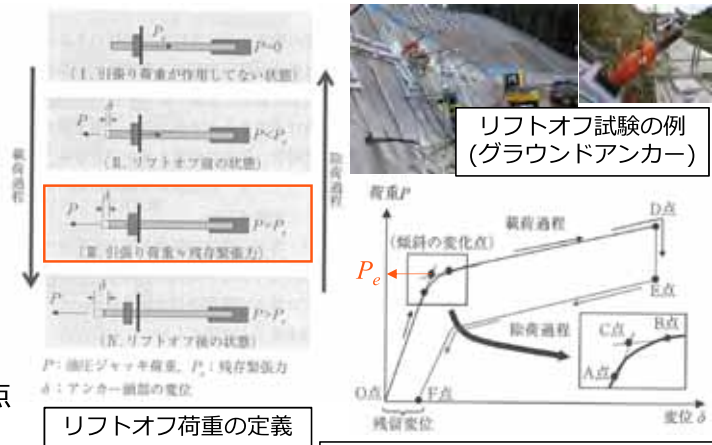 P_e
P=0
(I. 引張り荷重が作用してない状態)
δ
P
P<P_e
(II. リフトオフ前の状態)
載荷過程
除荷過程
δ
P
P=P_e
(III. 引張り荷重≒残存緊張力)
δ
P
P>P_e
(IV. リフトオフ後の状態)
P：油圧ジャッキ荷重, P_e：残存緊張力
δ：アンカー頭部の変位
点
リフトオフ荷重の定義
リフトオフ試験の例
(グラウンドアンカー)
荷重P
載荷過程
D点
(傾斜の変化点)
P_e
E点
除荷過程
C点
B点
A点
O点
F点
残留変位
変位 δ